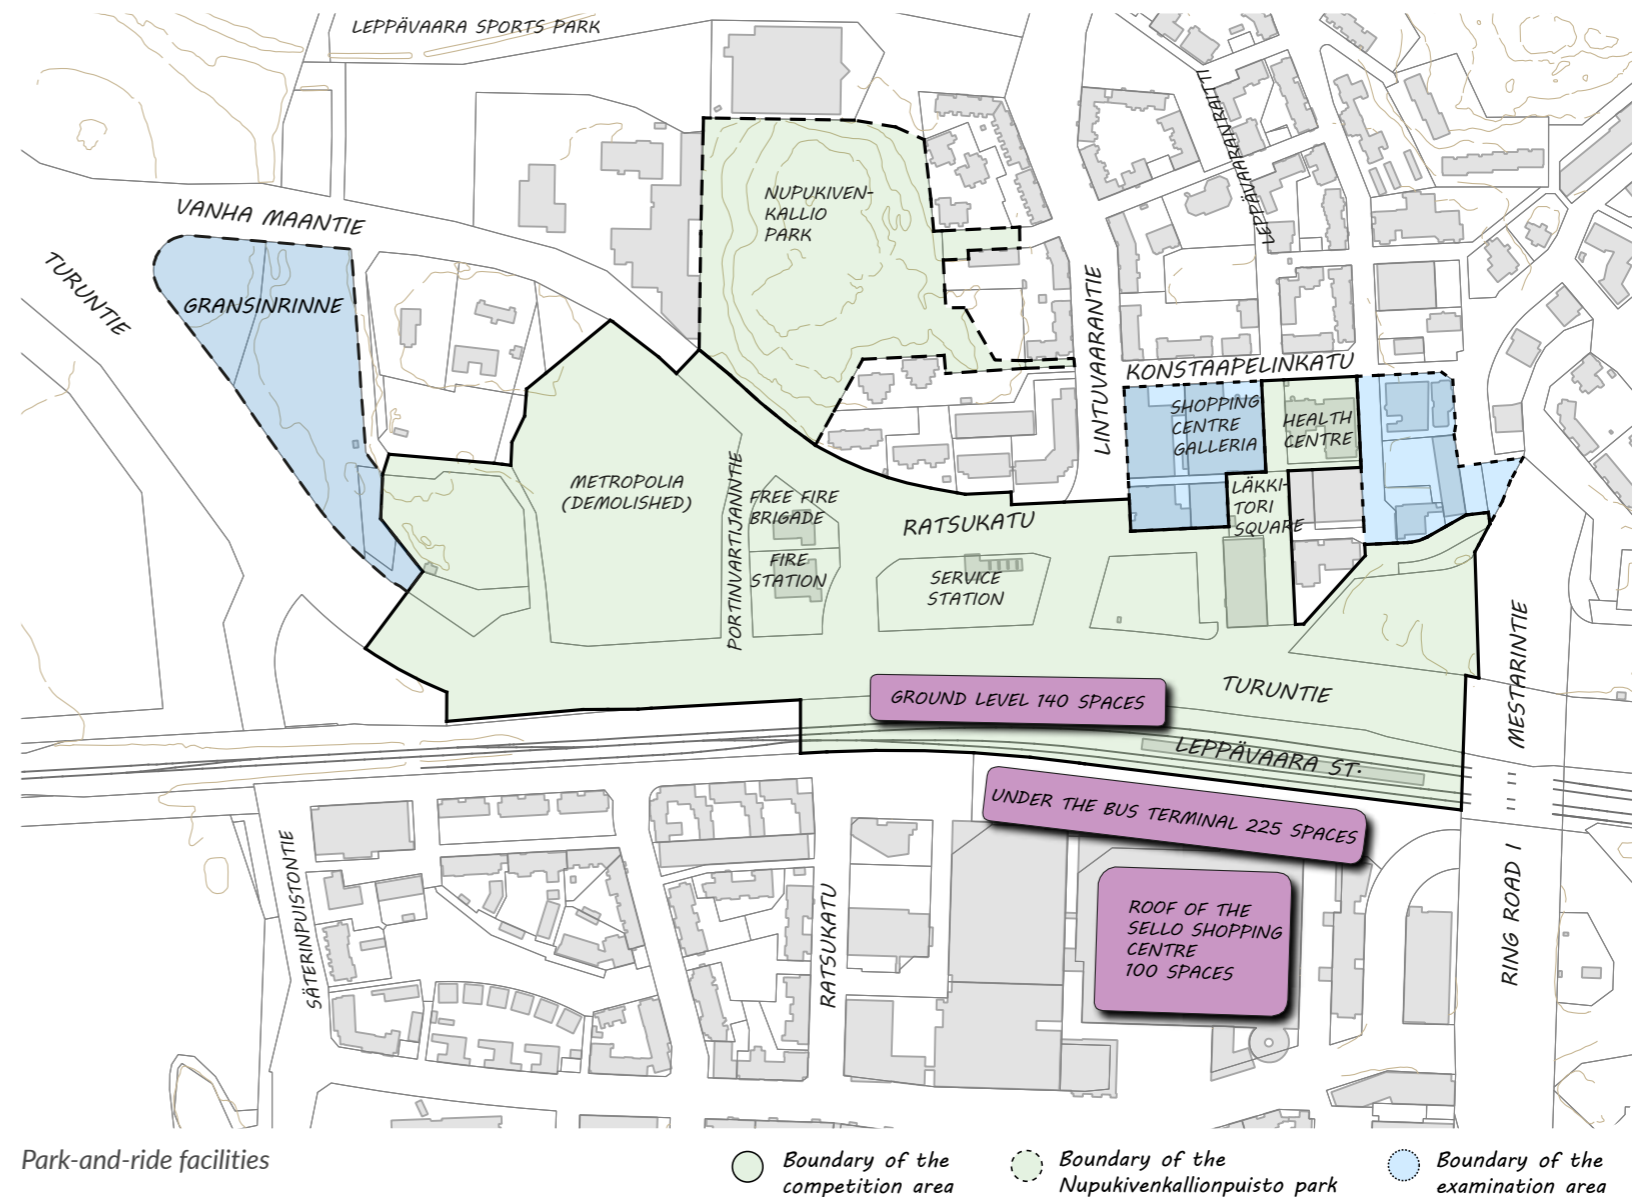 LEPPÄVAARA SPORTS PARK
LEPPÄVAARANRAITTI
VANHA MAANTIE
NUPUKIVEN-
KALLIO
PARK
TURUNTIE
GRANSINRINNE
LINTUVAARANTIE
KONSTAAPELINKATU
SHOPPING
CENTRE
GALLERIA
HEALTH
CENTRE
METROPOLIA
(DEMOLISHED)
PORTINVARTIJANTIE
FREE FIRE
BRIGADE
RATSUKATU
LÄKKI-
TORI
SQUARE
FIRE
STATION
SERVICE
STATION
MESTARINTIE
GROUND LEVEL 140 SPACES
TURUNTIE
LEPPÄVAARA ST.
UNDER THE BUS TERMINAL 225 SPACES
SÄTERINPUISTONTIE
RATSUKATU
ROOF OF THE
SELLO SHOPPING
CENTRE
100 SPACES
RING ROAD I
Park-and-ride facilities
Boundary of the
competition area
Boundary of the
Nupukivenkallionpuisto park
Boundary of the
examination area